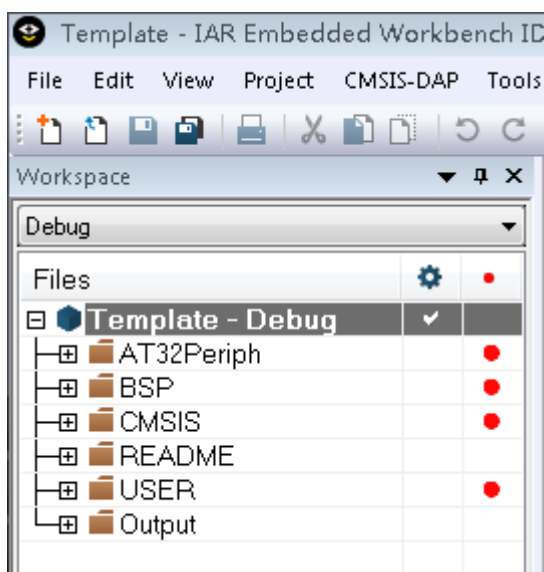 Template - IAR Embedded Workbench ID
File Edit View Project CMSIS-DAP Tools
Workspace
Debug
Files
Template - Debug
AT32Periph
BSP
CMSIS
README
USER
Output